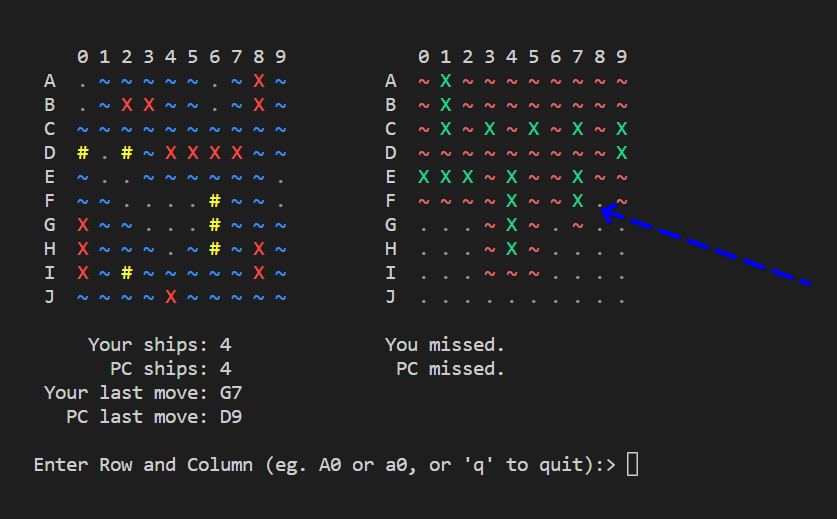 0 1 2 3 4 5 6 7 8 9 0 1 2 3 4 5 6 7 8 9
A . ~ ~ ~ ~ ~ . ~ X ~ A ~ X ~ ~ ~ ~ ~ ~ ~ ~
B . ~ X X ~ ~ . ~ X ~ B ~ X ~ ~ ~ ~ ~ ~ ~ ~
C ~ ~ ~ ~ ~ ~ ~ ~ ~ ~ C ~ X ~ X ~ X ~ X ~ X
D # . # ~ X X X X ~ ~ D ~ ~ ~ ~ ~ ~ ~ ~ ~ X
E ~ . . ~ ~ ~ ~ ~ ~ . E X X X ~ X ~ ~ X ~ ~
F ~ ~ . . . . # ~ ~ . F ~ ~ ~ ~ X ~ ~ X . ~
G X ~ ~ ~ . . # ~ ~ ~ G . . . ~ X ~ . ~ . .
H X ~ ~ ~ . ~ # ~ X ~ H . . . ~ X ~ . . . .
I X ~ # ~ ~ ~ ~ ~ X ~ I . . . ~ ~ ~ . . . .
J ~ ~ ~ ~ X ~ ~ ~ ~ ~ J . . . . . . . . . .
Your ships: 4 You missed.
PC ships: 4 PC missed.
Your last move: G7
PC last move: D9
Enter Row and Column (eg. A0 or a0, or 'q' to quit):>